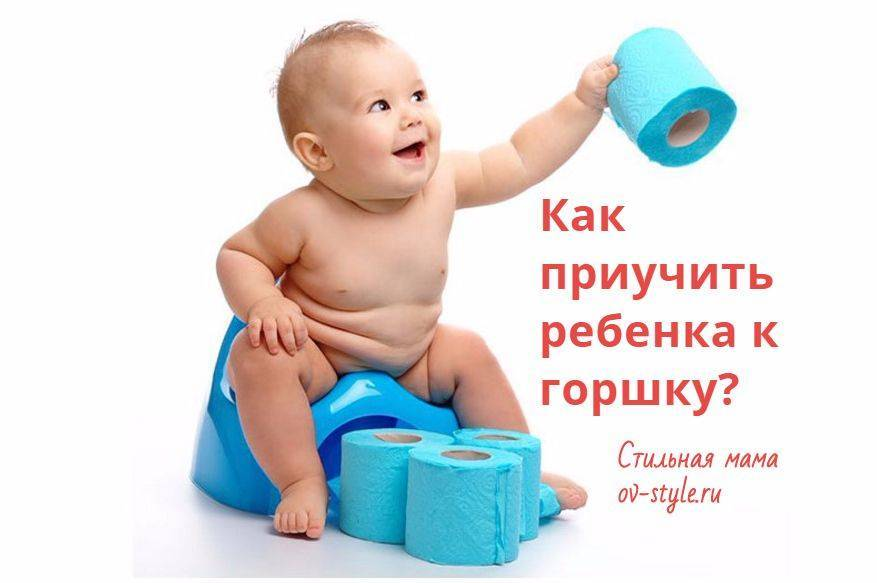 Как
приучить
ребенка к
горшку?
Стильная мама
ov-style.ru